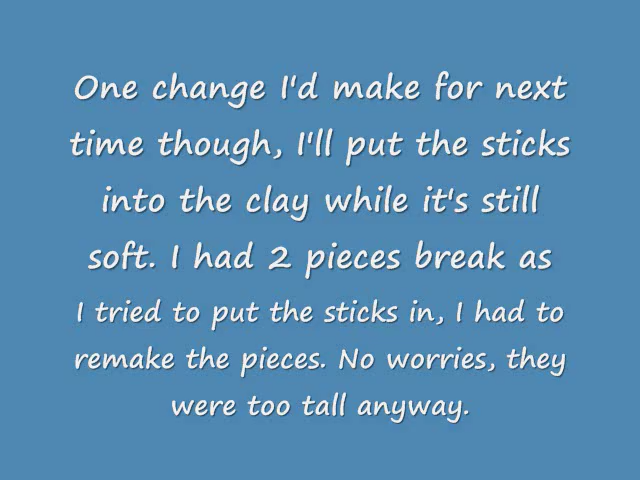 One change I'd make for next
time though, I'll put the sticks
into the clay while it's still
soft. I had 2 pieces break as
I tried to put the sticks in, I had to
remake the pieces. No worries, they
were too tall anyway.